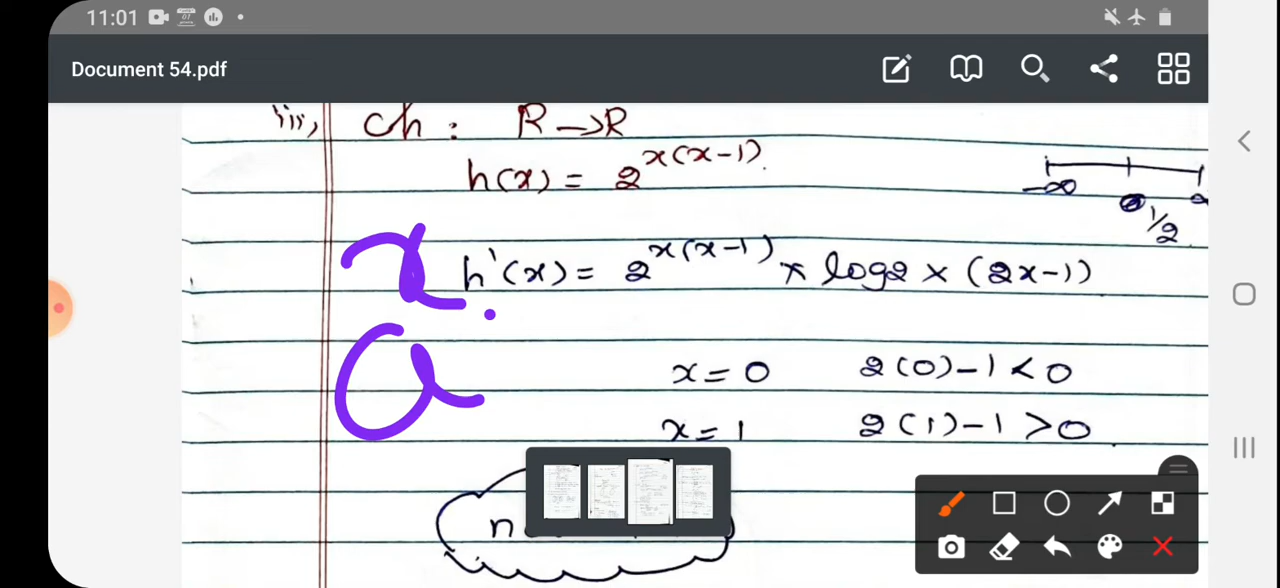 11:01
Document 54.pdf
iii, Ch: R→R
h(x) = 2^{x(x-1)}.
-∞ 0 1/2
h'(x) = 2^{x(x-1)} × log2 × (2x-1)
x.
a
x=0 2(0)-1<0
x=1 2(1)-1>0
n